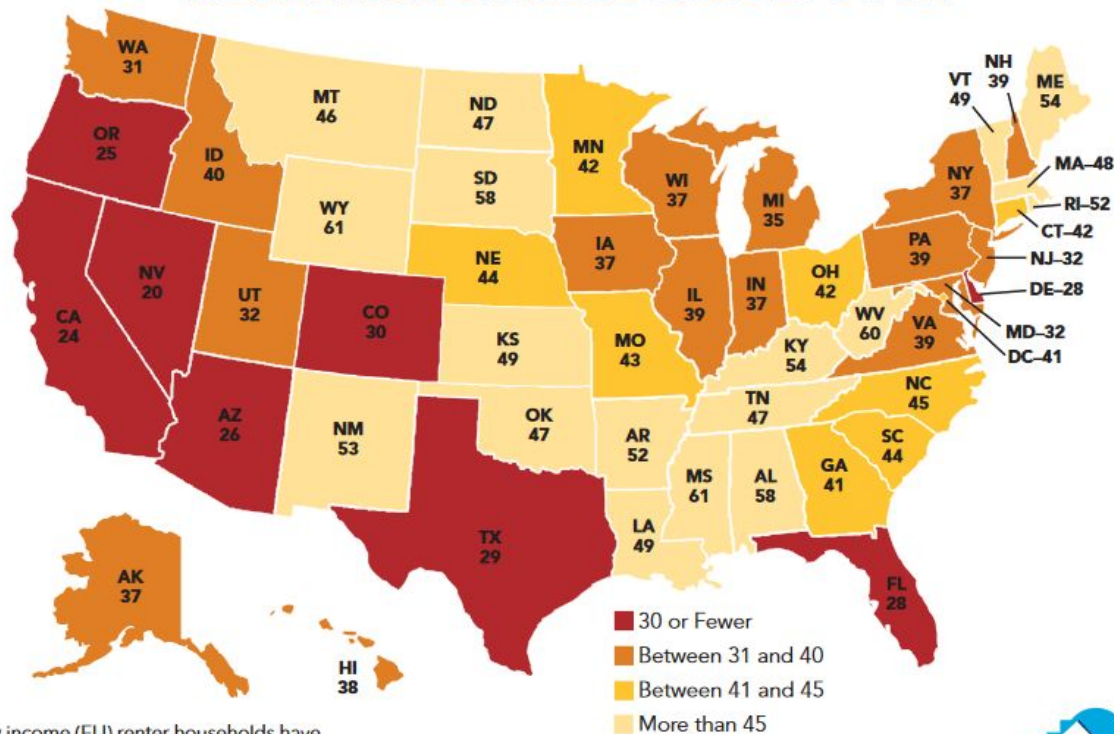 WA
31
OR
25
CA
24
NV
20
ID
40
UT
32
AZ
26
MT
46
WY
61
CO
30
NM
53
ND
47
SD
58
NE
44
KS
49
OK
47
TX
29
MN
42
IA
37
MO
43
AR
52
LA
49
WI
37
IL
39
MS
61
MI
35
IN
37
KY
54
TN
47
AL
58
OH
42
WV
60
VA
39
NC
45
SC
44
GA
41
FL
28
PA
39
NY
37
VT
49
NH
39
ME
54
MA–48
RI–52
CT–42
NJ–32
DE–28
MD–32
DC–41
AK
37
HI
38
30 or Fewer
Between 31 and 40
Between 41 and 45
More than 45
income (ELI) renter households have